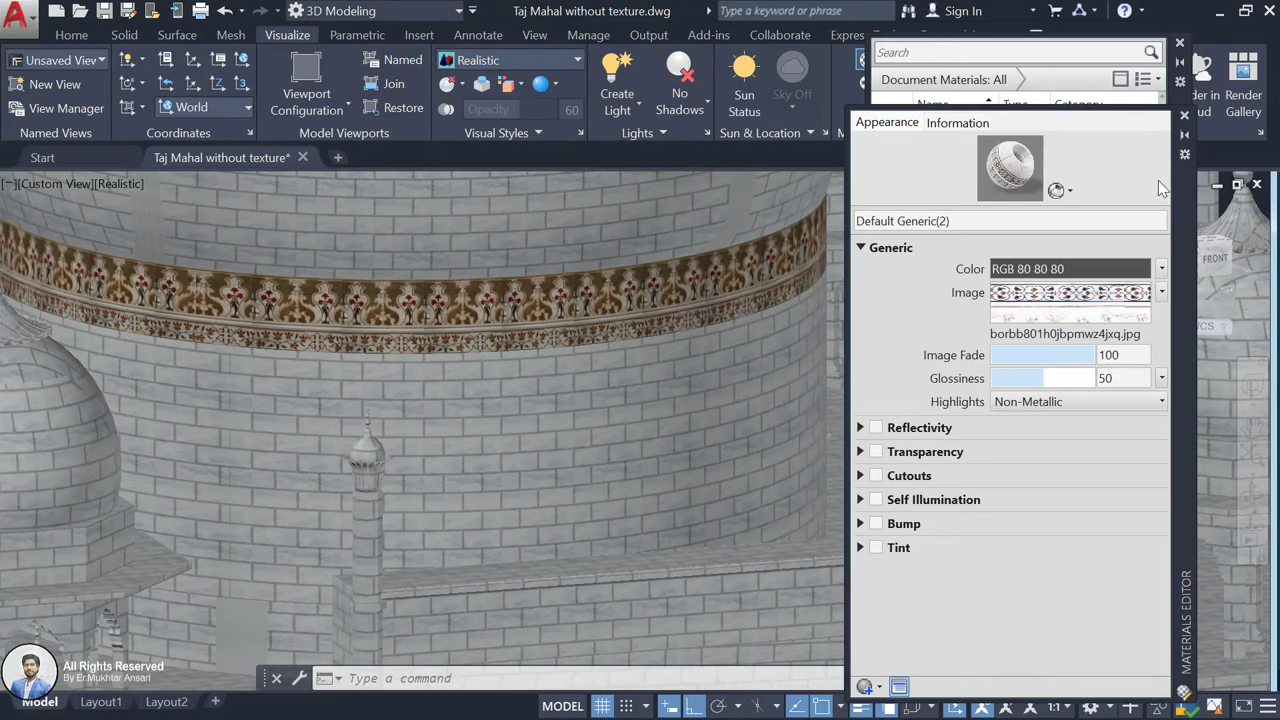 3D Modeling
Taj Mahal without texture.dwg
Type a keyword or phrase
Sign In
Home
Solid
Surface
Mesh
Visualize
Parametric
Insert
Annotate
View
Manage
Output
Add-ins
Collaborate
Expres
Unsaved View
New View
View Manager
Named Views
World
Coordinates
Viewport
Configuration
Named
Join
Restore
Model Viewports
Realistic
Opacity
60
Visual Styles
Create
Light
No
Shadows
Lights
Sun
Status
Sky Off
Sun & Location
Search
Document Materials: All
Name
Type
Category
Render
Gallery
Start
Taj Mahal without texture*
[−][Custom View][Realistic]
Appearance
Information
Default Generic(2)
Generic
Color
RGB 80 80 80
Image
borbb801h0jbpmwz4jxq.jpg
Image Fade
100
Glossiness
50
Highlights
Non-Metallic
Reflectivity
Transparency
Cutouts
Self Illumination
Bump
Tint
MATERIALS EDITOR
FRONT
All Rights Reserved
By Er.Mukhtar Ansari
Type a command
Model
Layout1
Layout2
MODEL
1:1